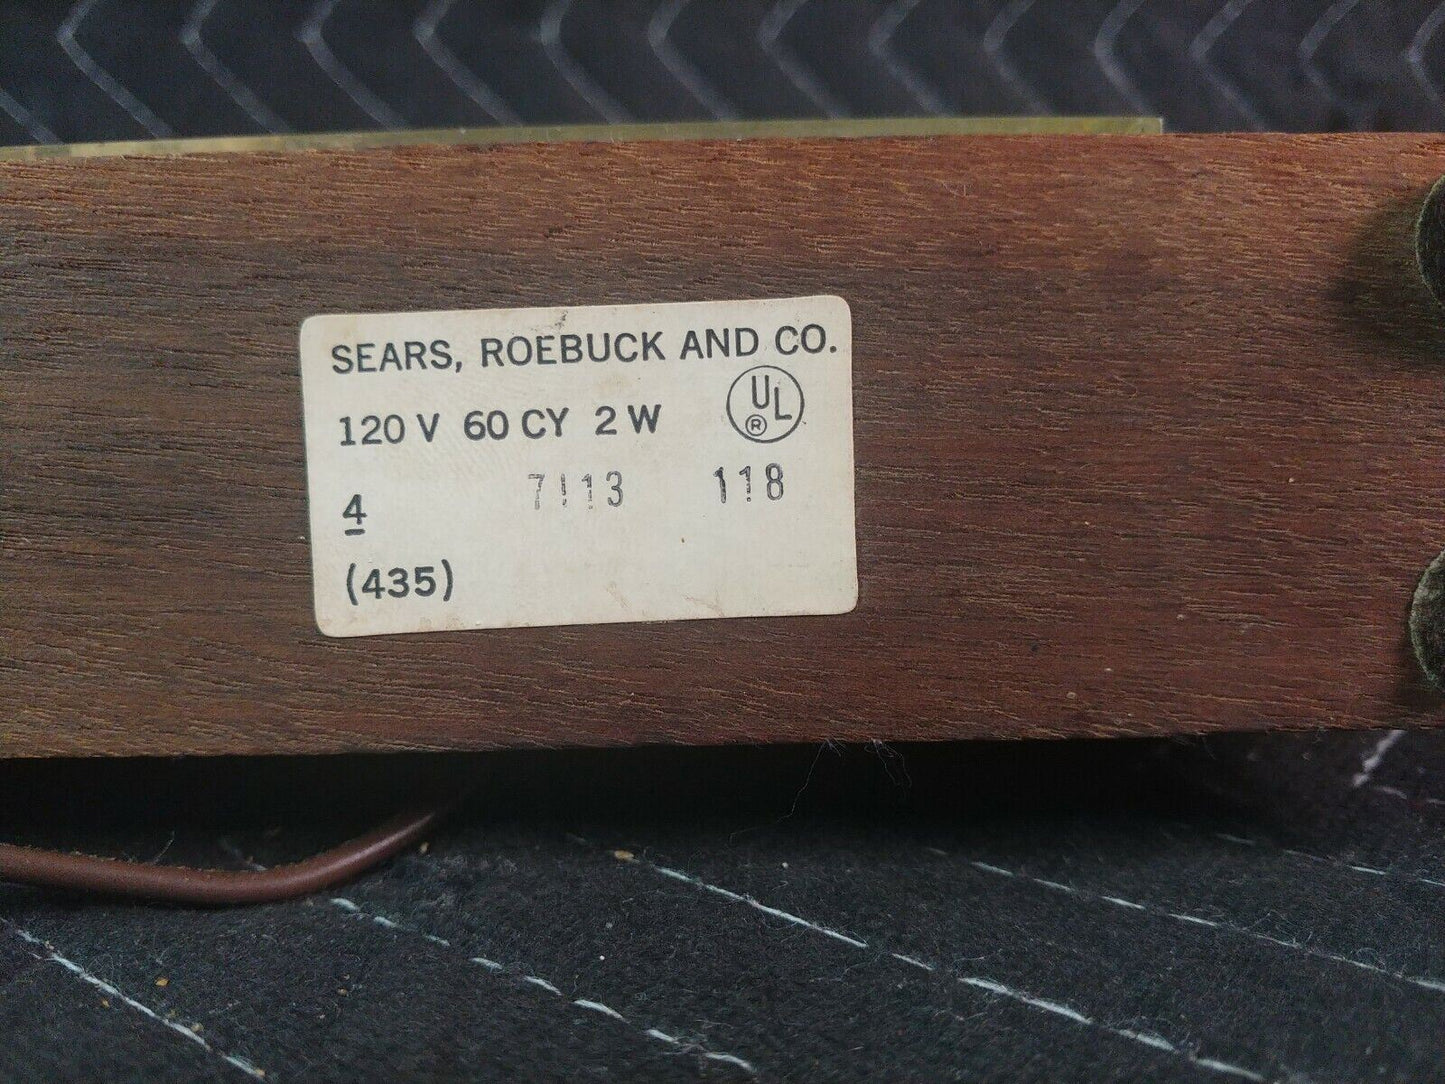 SEARS, ROEBUCK AND CO.
120 V 60 CY 2 W UL ®
7113 118
4
(435)